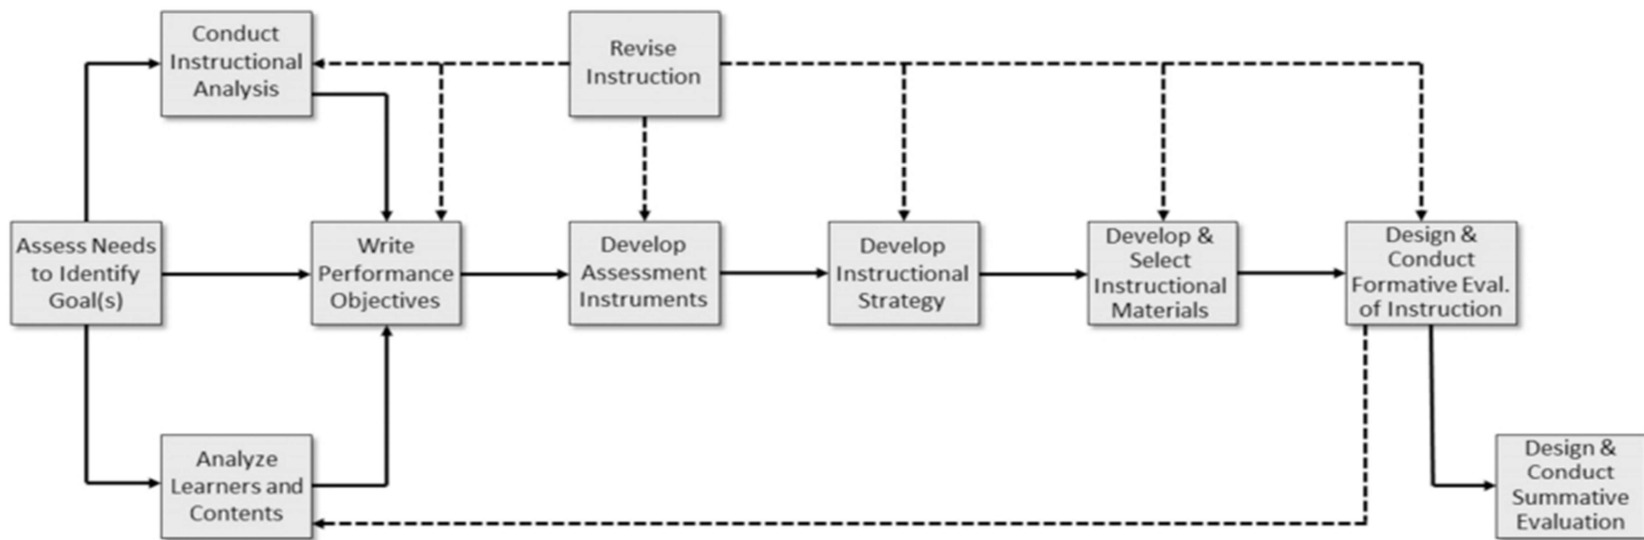 Conduct
Instructional
Analysis
Revise
Instruction
Assess Needs
to Identify
Goal(s)
Write
Performance
Objectives
Develop
Assessment
Instruments
Develop
Instructional
Strategy
Develop &
Select
Instructional
Materials
Design &
Conduct
Formative Eval.
of Instruction
Analyze
Learners and
Contents
Design &
Conduct
Summative
Evaluation